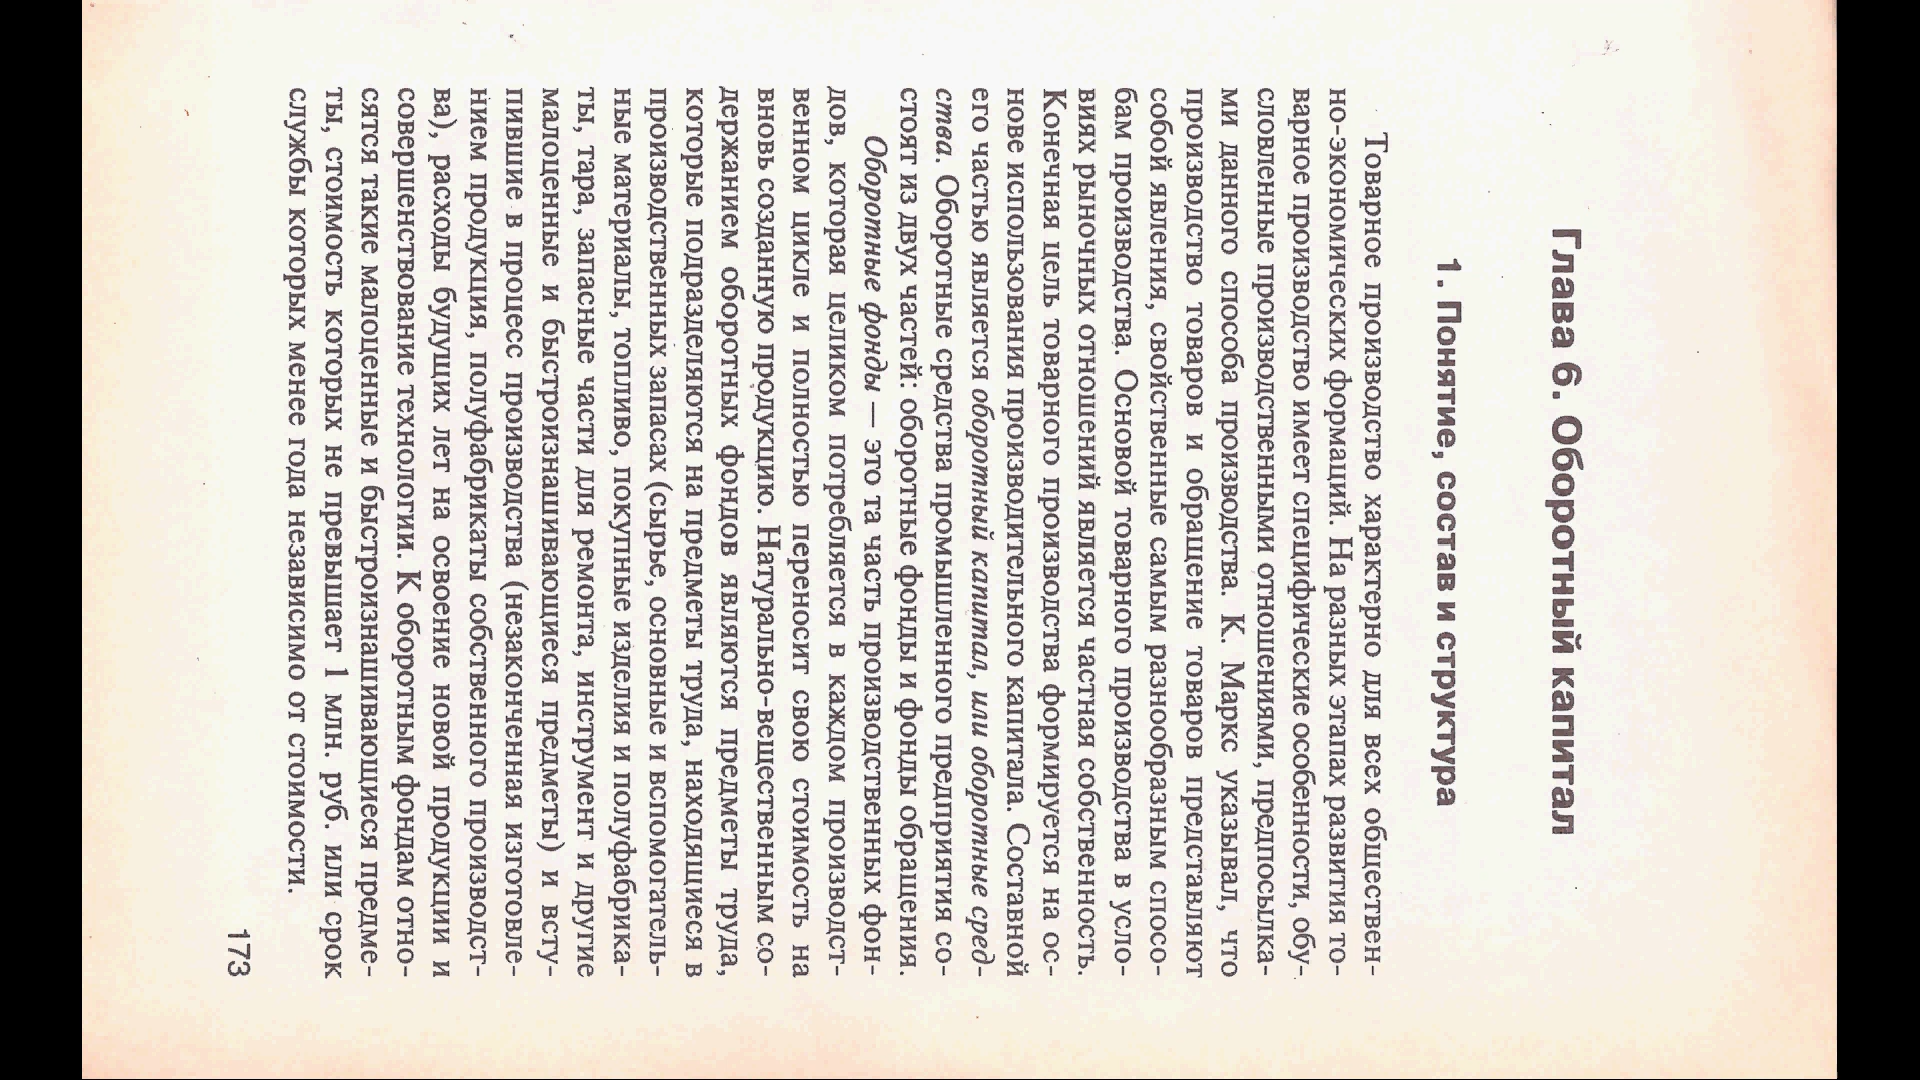 Глава 6. Оборотный капитал
1. Понятие, состав и структура
Товарное производство характерно для всех обществен-
но-экономических формаций. На разных этапах развития то-
варное производство имеет специфические особенности, обу-
словленные производственными отношениями, предпосылка-
ми данного способа производства. К. Маркс указывал, что
производство товаров и обращение товаров представляют
собой явления, свойственные самым разнообразным спосо-
бам производства. Основой товарного производства в усло-
виях рыночных отношений является частная собственность.
Конечная цель товарного производства формируется на ос-
нове использования производительного капитала. Составной
его частью является оборотный капитал, или оборотные сред-
ства. Оборотные средства промышленного предприятия со-
стоят из двух частей: оборотные фонды и фонды обращения.
Оборотные фонды — это та часть производственных фон-
дов, которая целиком потребляется в каждом производст-
венном цикле и полностью переносит свою стоимость на
вновь созданную продукцию. Натурально-вещественным со-
держанием оборотных фондов являются предметы труда,
которые подразделяются на предметы труда, находящиеся в
производственных запасах (сырье, основные и вспомогатель-
ные материалы, топливо, покупные изделия и полуфабрика-
ты, тара, запасные части для ремонта, инструмент и другие
малоценные и быстроизнашивающиеся предметы) и всту-
пившие в процесс производства (незаконченная изготовле-
нием продукция, полуфабрикаты собственного производст-
ва), расходы будущих лет на освоение новой продукции и
совершенствование технологии. К оборотным фондам отно-
сятся такие малоценные и быстроизнашивающиеся предме-
ты, стоимость которых не превышает 1 млн. руб. или срок
службы которых менее года независимо от стоимости.
173